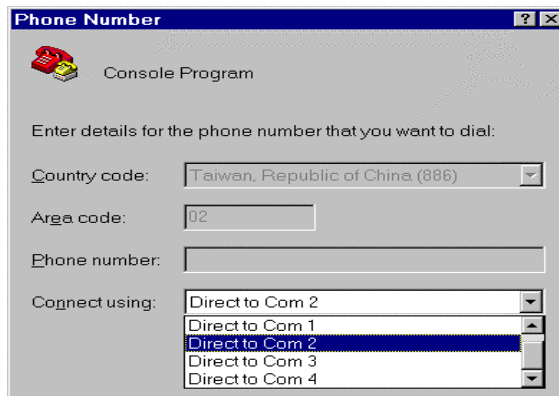 Phone Number
Console Program
Enter details for the phone number that you want to dial:
Country code: Taiwan, Republic of China (886)
Area code: 02
Phone number:
Connect using: Direct to Com 2
Direct to Com 1
Direct to Com 2
Direct to Com 3
Direct to Com 4